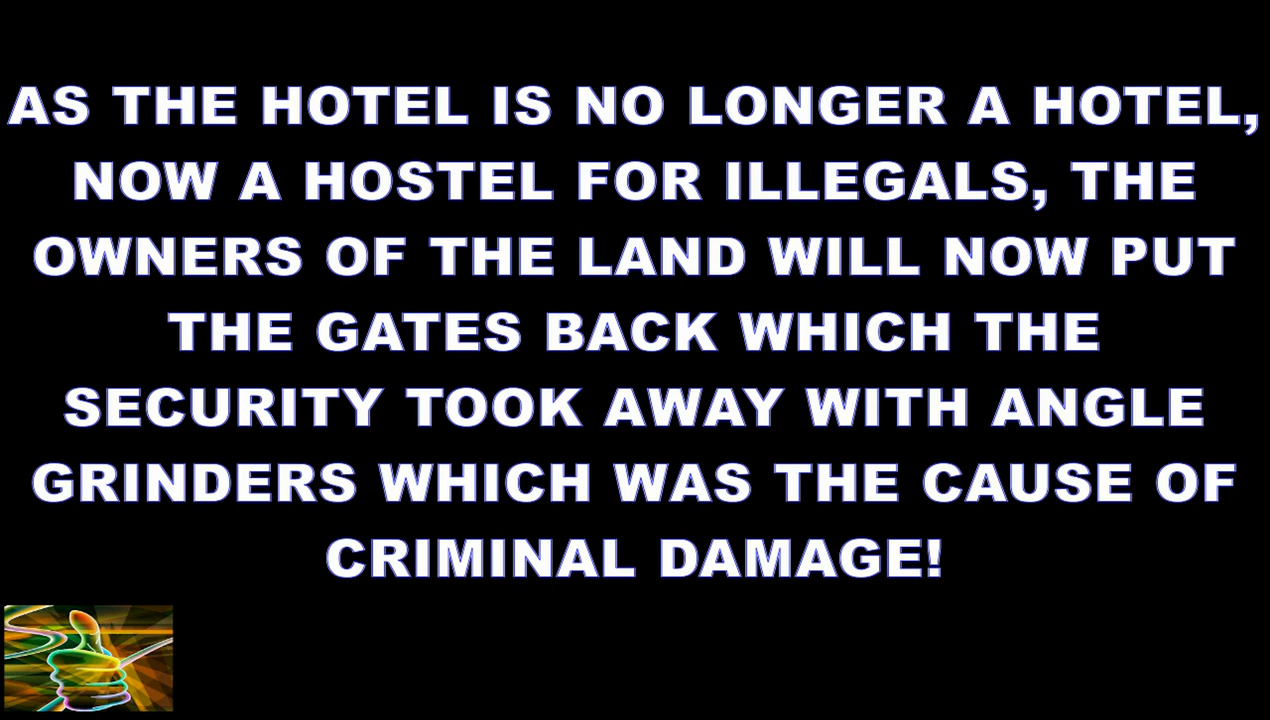 AS THE HOTEL IS NO LONGER A HOTEL,
NOW A HOSTEL FOR ILLEGALS, THE
OWNERS OF THE LAND WILL NOW PUT
THE GATES BACK WHICH THE
SECURITY TOOK AWAY WITH ANGLE
GRINDERS WHICH WAS THE CAUSE OF
CRIMINAL DAMAGE!